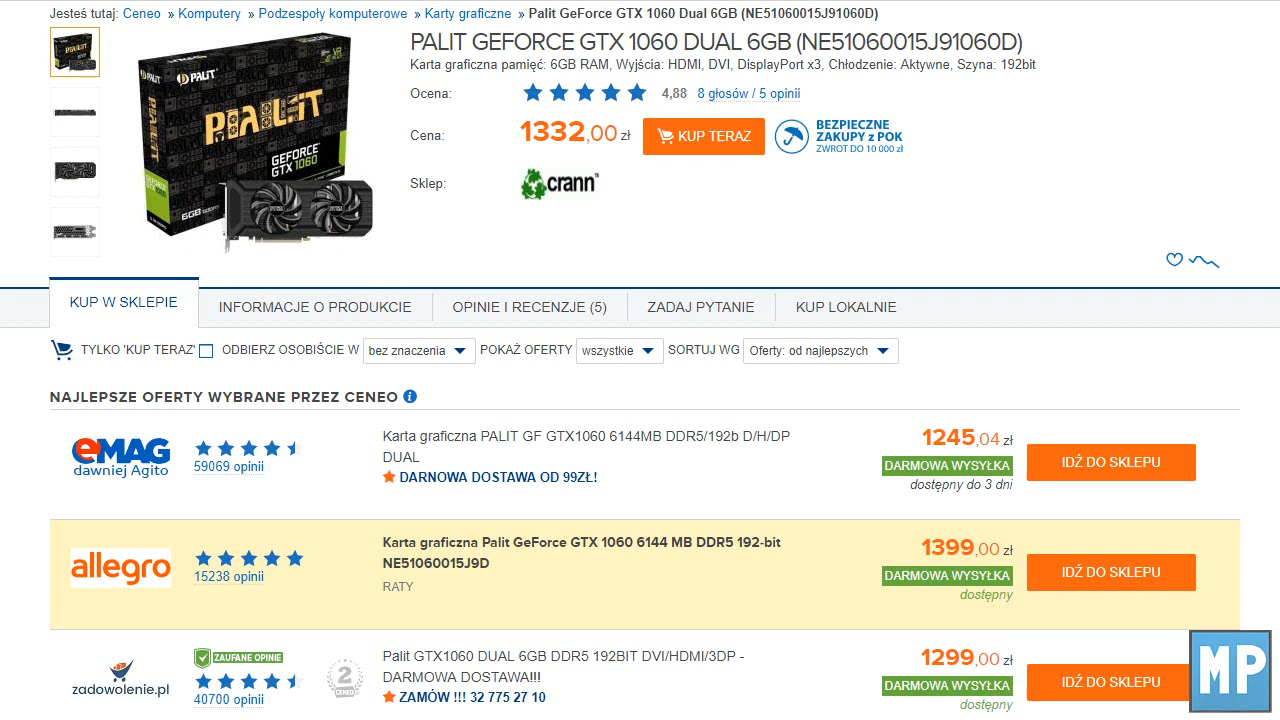 Jesteś tutaj: Ceneo » Komputery » Podzespoły komputerowe » Karty graficzne » Palit GeForce GTX 1060 Dual 6GB (NE51060015J91060D)
PALIT GEFORCE GTX 1060 DUAL 6GB (NE51060015J91060D)
Karta graficzna pamięć: 6GB RAM, Wyjścia: HDMI, DVI, DisplayPort x3, Chłodzenie: Aktywne, Szyna: 192bit
PALIT
PALIT
GEFORCE
GTX 1060
6GB GDDR5
Ocena: 4,88 8 głosów / 5 opinii
Cena: 1332,00 zł KUP TERAZ
BEZPIECZNE
ZAKUPY z POK
ZWROT DO 10 000 zł
Sklep: crann
KUP W SKLEPIE INFORMACJE O PRODUKCIE OPINIE I RECENZJE (5) ZADAJ PYTANIE KUP LOKALNIE
TYLKO 'KUP TERAZ' ODBIERZ OSOBIŚCIE W bez znaczenia POKAŻ OFERTY wszystkie SORTUJ WG Oferty: od najlepszych
NAJLEPSZE OFERTY WYBRANE PRZEZ CENEO
eMAG
dawniej Agito
59069 opinii
Karta graficzna PALIT GF GTX1060 6144MB DDR5/192b D/H/DP
DUAL
DARNOWA DOSTAWA OD 99ZŁ!
1245,04 zł
DARMOWA WYSYŁKA
dostępny do 3 dni
IDŹ DO SKLEPU
allegro
15238 opinii
Karta graficzna Palit GeForce GTX 1060 6144 MB DDR5 192-bit
NE51060015J9D
RATY
1399,00 zł
DARMOWA WYSYŁKA
dostępny
IDŹ DO SKLEPU
zadowolenie.pl
ZAUFANE OPINIE
40700 opinii
2
CENEO
Palit GTX1060 DUAL 6GB DDR5 192BIT DVI/HDMI/3DP -
DARMOWA DOSTAWA!!!
ZAMÓW !!! 32 775 27 10
1299,00 zł
DARMOWA WYSYŁKA
dostępny
IDŹ DO SKLEPU
MP